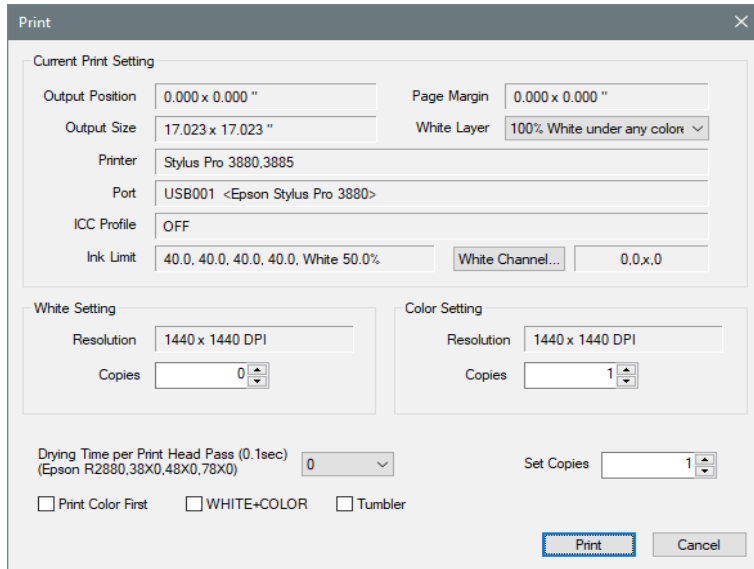 Print
Current Print Setting
Output Position 0.000 x 0.000 " Page Margin 0.000 x 0.000 "
Output Size 17.023 x 17.023 " White Layer 100% White under any colore
Printer Stylus Pro 3880,3885
Port USB001 <Epson Stylus Pro 3880>
ICC Profile OFF
Ink Limit 40.0, 40.0, 40.0, 40.0, White 50.0% White Channel... 0,0,x,0
White Setting Color Setting
Resolution 1440 x 1440 DPI Resolution 1440 x 1440 DPI
Copies 0 Copies 1
Drying Time per Print Head Pass (0.1sec)
(Epson R2880,38X0,48X0,78X0) 0 Set Copies 1
Print Color First WHITE+COLOR Tumbler
Print Cancel